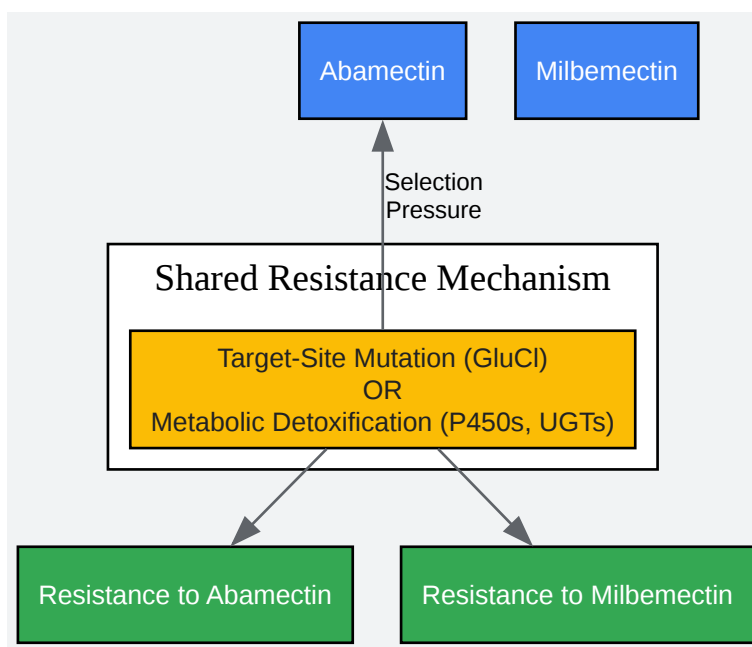 Abamectin
Milbemectin
Selection
Pressure
Shared Resistance Mechanism
Target-Site Mutation (GluCl)
OR
Metabolic Detoxification (P450s, UGTs)
Resistance to Abamectin
Resistance to Milbemectin